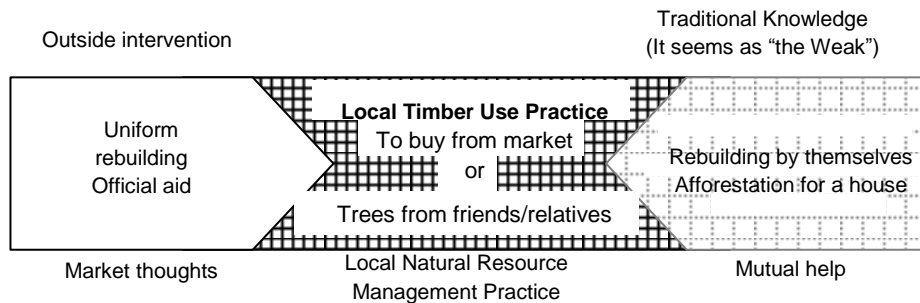 Outside intervention
Traditional Knowledge
(It seems as “the Weak”)
Uniform
rebuilding
Official aid
Local Timber Use Practice
To buy from market
or
Trees from friends/relatives
Rebuilding by themselves
Afforestation for a house
Market thoughts
Local Natural Resource
Management Practice
Mutual help